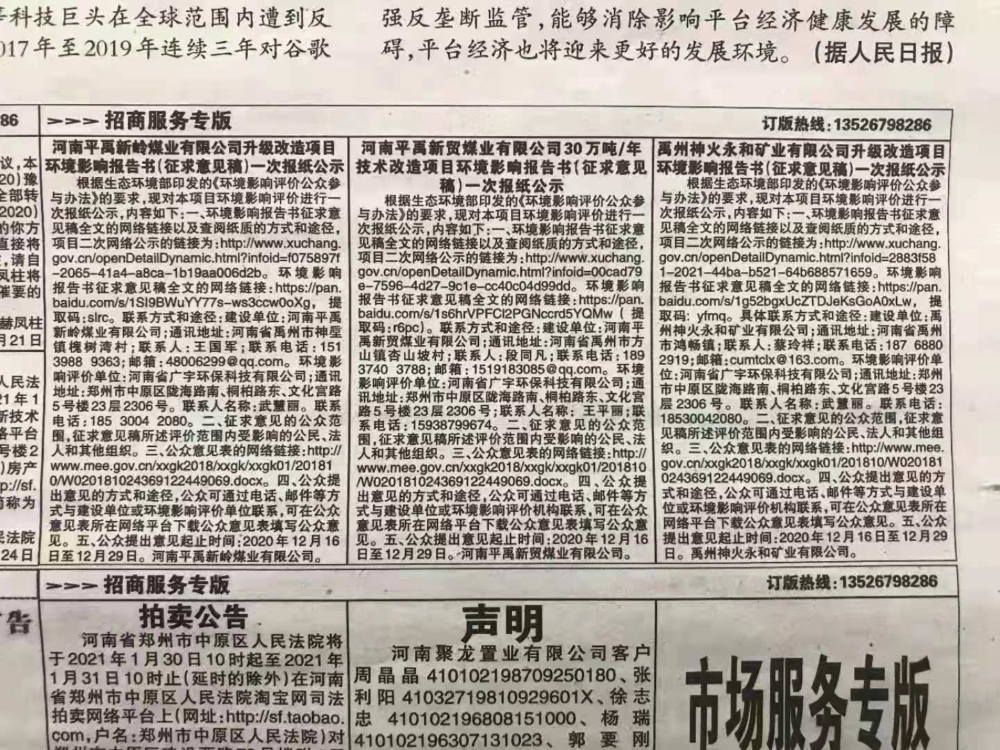 科技巨头在全球范围内遭到反
017年至2019年连续三年对谷歌
强反垄断监管,能够消除影响平台经济健康发展的障
碍,平台经济也将迎来更好的发展环境。(据人民日报)
86
议,本
20)豫
全部转
2020)
的你方
直接将
,请自
凤柱将
催要的
赫凤柱
月21日
人民法
21年1
新技术
络平台
号楼2
)房产
p://sf.
简称为
民法院
24日
告
>>>招商服务专版
订版热线:13526798286
河南平禹新岭煤业有限公司升级改造项目
环境影响报告书(征求意见稿)一次报纸公示
根据生态环境部印发的《环境影响评价公众参
与办法》的要求,现对本项目环境影响评价进行一
次报纸公示,内容如下:一、环境影响报告书征求意
见稿全文的网络链接以及查阅纸质的方式和途径,
项目二次网络公示的链接为:http://www.xuchang.
gov.cn/openDetailDynamic.html?infoid=f075897f
-2065-41a4-a8ca-1b19aa006d2b。环境影响
报告书征求意见稿全文的网络链接:https://pan.
baidu.com/s/1SI9BWuYY77s-ws3ccw0oXg,提
取码:slrc。联系方式和途径:建设单位:河南平禹
新岭煤业有限公司;通讯地址:河南省禹州市神垕
镇槐树湾村;联系人:王国军;联系电话:151
3988 9363;邮箱:48006299@qq.com。环境影
响评价单位:河南省广宇环保科技有限公司;通讯
地址:郑州市中原区陇海路南、桐柏路东、文化宫路
5号楼23层2306号。联系人名称:武慧丽。联系
电话:185 3004 2080。二、征求意见的公众范
围,征求意见稿所述评价范围内受影响的公民、法
人和其他组织。三、公众意见表的网络链接:http://
www.mee.gov.cn/xxgk2018/xxgk/xxgk01/20181
0/W020181024369122449069.docx。四、公众提
出意见的方式和途径,公众可通过电话、邮件等方
式与建设单位或环境影响评价单位联系,可在公众
意见表所在网络平台下载公众意见表填写公众意
见。五、公众提出意见起止时间:2020年12月16
日至12月29日。河南平禹新岭煤业有限公司。
河南平禹新贸煤业有限公司30万吨/年
技术改造项目环境影响报告书(征求意见
稿)一次报纸公示
根据生态环境部印发的《环境影响评价公众参
与办法》的要求,现对本项目环境影响评价进行一
次报纸公示,内容如下:一、环境影响报告书征求意
见稿全文的网络链接以及查阅纸质的方式和途径,
项目二次网络公示的链接为:http://www.xuchang.
gov.cn/openDetailDynamic.html?infoid=00cad79
e-7596-4d27-9c1e-cc40c04d99dd。环境影响
报告书征求意见稿全文的网络链接:https://pan.
baidu.com/s/1s6hrVPFCl2PGNccrd5YQMw(提
取码:r6pc)。联系方式和途径:建设单位:河南平
禹新贸煤业有限公司;通讯地址:河南省禹州市方
山镇杏山坡村;联系人:段同凡;联系电话:189
3740 3788;邮箱:1519183085@qq.com。环境
影响评价单位:河南省广宇环保科技有限公司;通
讯地址:郑州市中原区陇海路南、桐柏路东、文化宫
路5号楼23层2306号;联系人名称:王平丽;联
系电话:15938799674。二、征求意见的公众范
围,征求意见稿所述评价范围内受影响的公民、法
人和其他组织。三、公众意见表的网络链接:http://
www.mee.gov.cn/xxgk2018/xxgk/xxgk01/201810
/W020181024369122449069.docx。四、公众提
出意见的方式和途径,公众可通过电话、邮件等方
式与建设单位或环境影响评价机构联系,可在公众
意见表所在网络平台下载公众意见表填写公众意
见。五、公众提出意见起止时间:2020年12月16
日至12月29日。河南平禹新贸煤业有限公司。
禹州神火永和矿业有限公司升级改造项目
环境影响报告书(征求意见稿)一次报纸公示
根据生态环境部印发的《环境影响评价公众参
与办法》的要求,现对本项目环境影响评价进行一
次报纸公示,内容如下:一、环境影响报告书征求意
见稿全文的网络链接以及查阅纸质的方式和途径,
项目二次网络公示的链接为:http://www.xuchang.
gov.cn/openDetailDynamic.html?infoid=2883f58
1-2021-44ba-b521-64b688571659。环境影响
报告书征求意见稿全文的网络链接:https://pan.
baidu.com/s/1g52bgxUcZTDJeKsGoA0xLw,提
取码:yfmq。具体联系方式和途径:建设单位:禹
州神火永和矿业有限公司;通讯地址:河南省禹州
市鸿畅镇;联系人:蔡玲祥;联系电话:187 6880
2919;邮箱:cumtclx@163.com。环境影响评价单
位:河南省广宇环保科技有限公司;通讯地址:郑州
市中原区陇海路南、桐柏路东、文化宫路5号楼23
层2306号。联系人名称:武慧丽。联系电话:
18530042080。二、征求意见的公众范围,征求意
见稿所述评价范围内受影响的公民、法人和其他组
织。三、公众意见表的网络链接:http://www.mee.
gov.cn/xxgk2018/xxgk/xxgk01/201810/W020181
024369122449069.docx。四、公众提出意见的方
式和途径,公众可通过电话、邮件等方式与建设单
位或环境影响评价机构联系,可在公众意见表所在
网络平台下载公众意见表填写公众意见。五、公众
提出意见起止时间:2020年12月16日至12月29
日。禹州神火永和矿业有限公司。
>>>招商服务专版
订版热线:13526798286
拍卖公告
河南省郑州市中原区人民法院将
于2021年1月30日10时起至2021年
1月31日10时止(延时的除外)在河南
省郑州市中原区人民法院淘宝网司法
拍卖网络平台上(网址:http://sf.taobao.
com,户名:郑州市中原区人民法院)对
声明
河南聚龙置业有限公司客户
周晶晶410102198709250180、张
利阳41032719810929601X、徐志
忠 410102196808151000、杨瑞
410102196307131023、郭要刚
市场服务专版